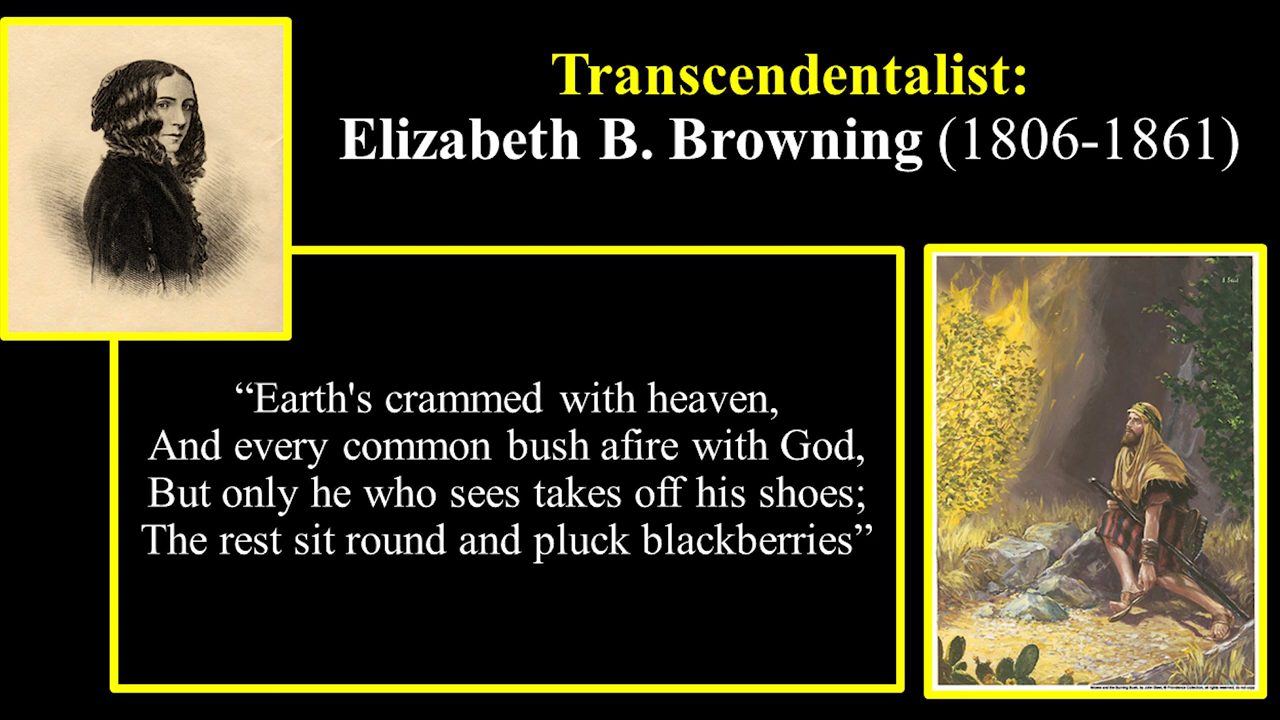 Transcendentalist:
Elizabeth B. Browning (1806-1861)
“Earth's crammed with heaven,
And every common bush afire with God,
But only he who sees takes off his shoes;
The rest sit round and pluck blackberries”